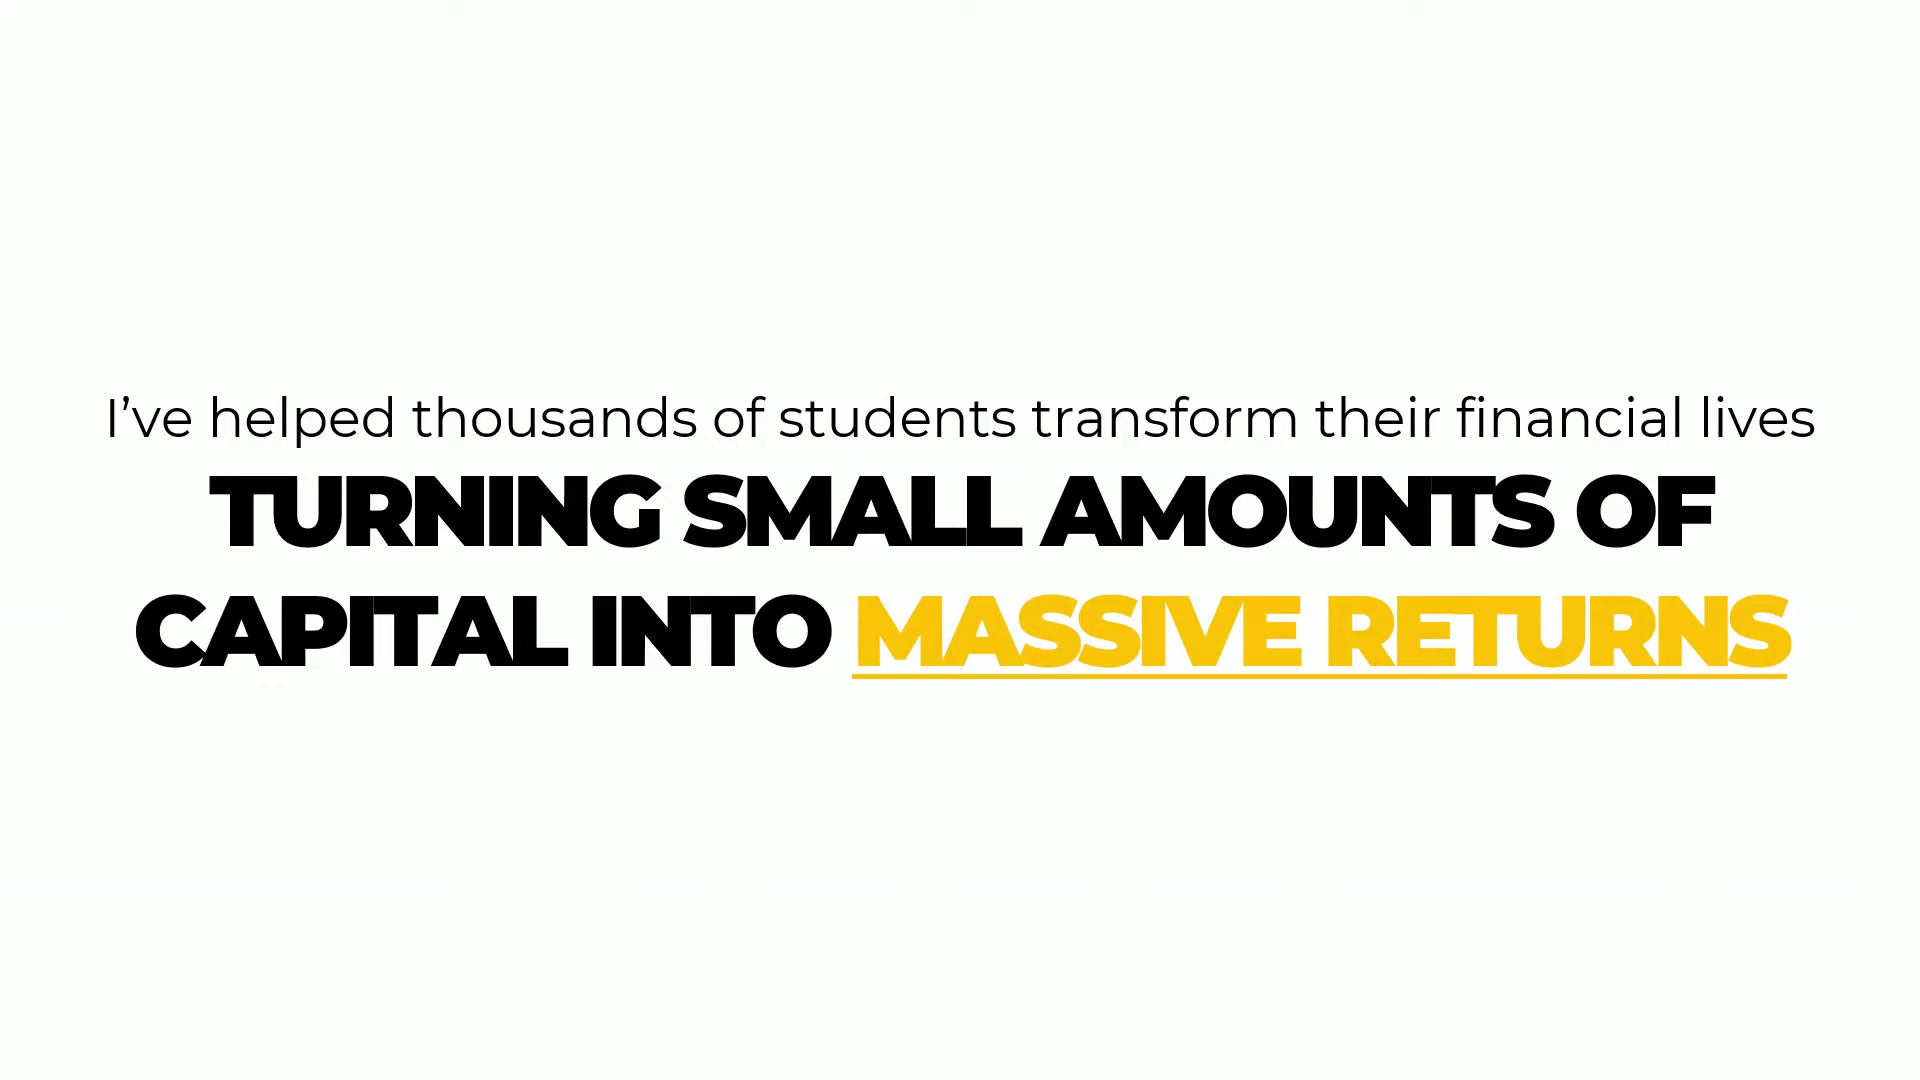 I’ve helped thousands of students transform their financial lives
TURNING SMALL AMOUNTS OF
CAPITAL INTO MASSIVE RETURNS